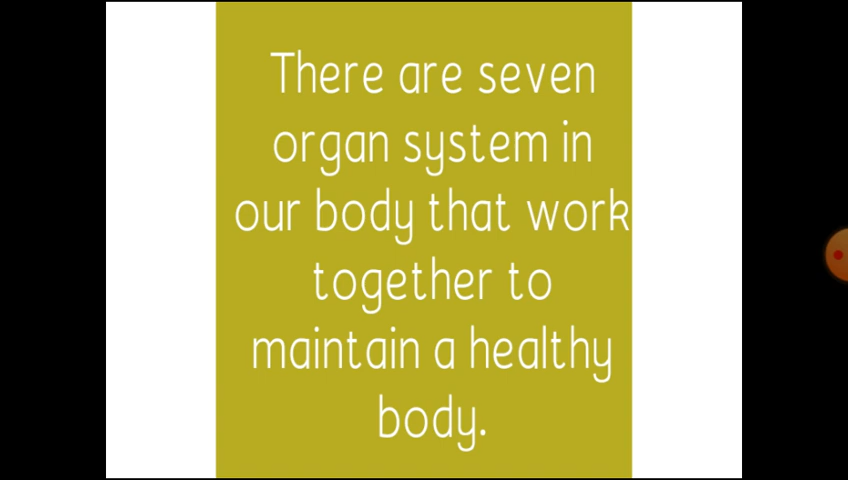 There are seven
organ system in
our body that work
together to
maintain a healthy
body.